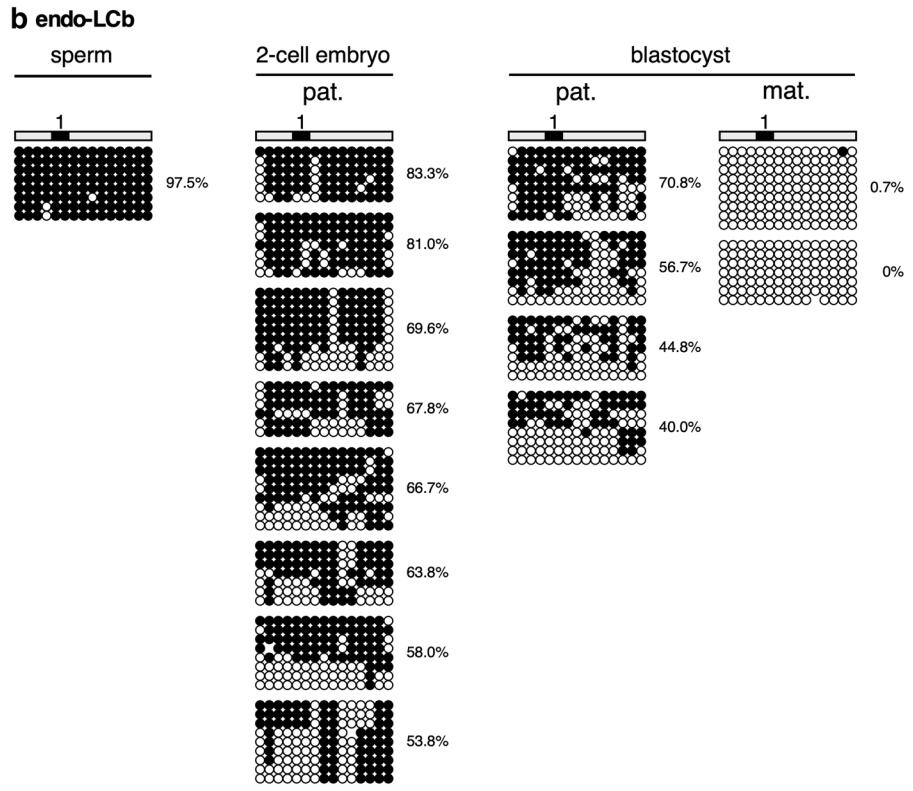 b endo-LCb
sperm
2-cell embryo
blastocyst
pat.
pat.
mat.
1
1
1
1
97.5%
83.3%
81.0%
69.6%
67.8%
66.7%
63.8%
58.0%
53.8%
70.8%
56.7%
44.8%
40.0%
0.7%
0%